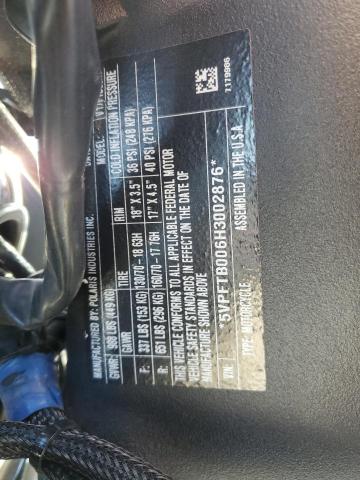 MANUFACTURED BY: POLARIS INDUSTRIES INC.
GVWR: 988 LBS (449 KG) MODEL:
GAWR TIRE RIM COLD INFLATION PRESSURE
F: 337 LBS (153 KG) 130/70 - 18 63H 18" X 3.5" 36 PSI (248 KPA)
R: 651 LBS (296 KG) 160/70 - 17 76H 17" X 4.5" 40 PSI (276 KPA)
THIS VEHICLE CONFORMS TO ALL APPLICABLE FEDERAL MOTOR
VEHICLE SAFETY STANDARDS IN EFFECT ON THE DATE OF
MANUFACTURE SHOWN ABOVE
*5VPFTB006H3002876*
VIN:
TYPE: MOTORCYCLE ASSEMBLED IN THE U.S.A
7179986